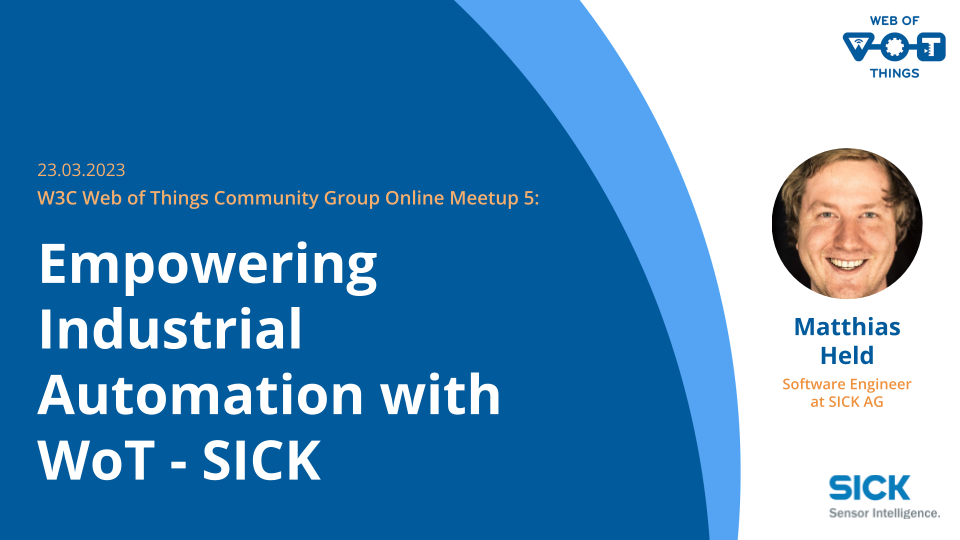 WEB OF
WOT
THINGS
23.03.2023
W3C Web of Things Community Group Online Meetup 5:
Empowering
Industrial
Automation with
WoT - SICK
Matthias
Held
Software Engineer
at SICK AG
SICK
Sensor Intelligence.